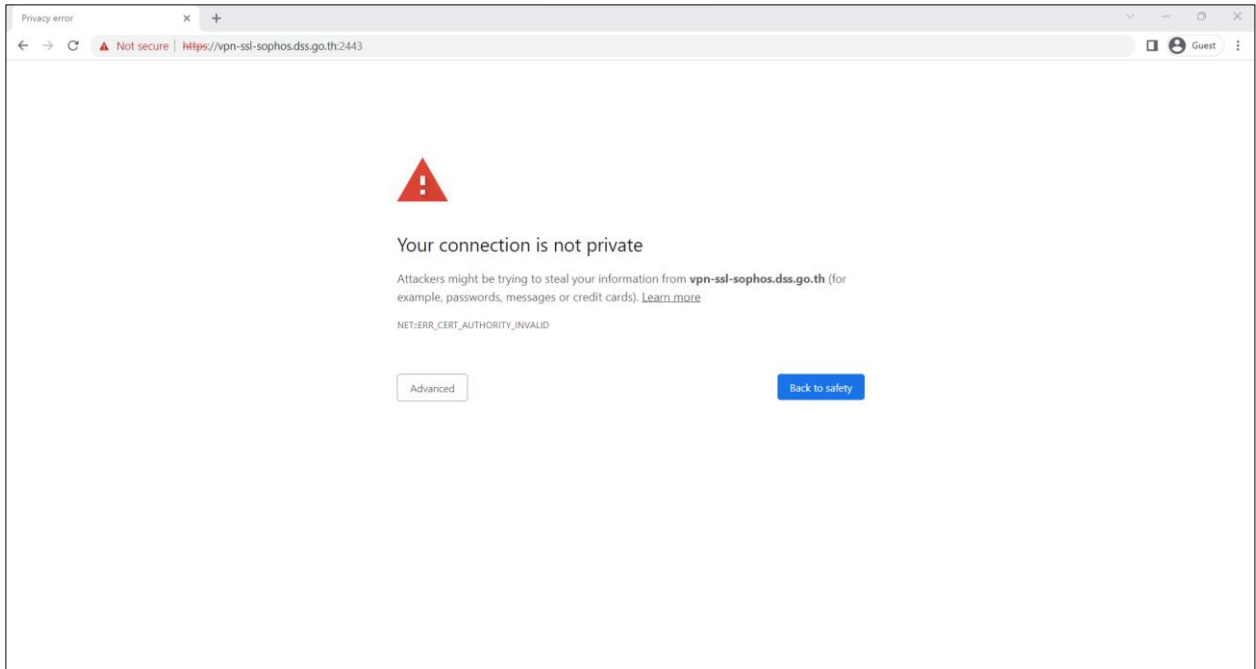 Privacy error
Not secure https://vpn-ssl-sophos.dss.go.th:2443
Guest
Your connection is not private
Attackers might be trying to steal your information from vpn-ssl-sophos.dss.go.th (for
example, passwords, messages or credit cards). Learn more
NET::ERR_CERT_AUTHORITY_INVALID
Advanced
Back to safety